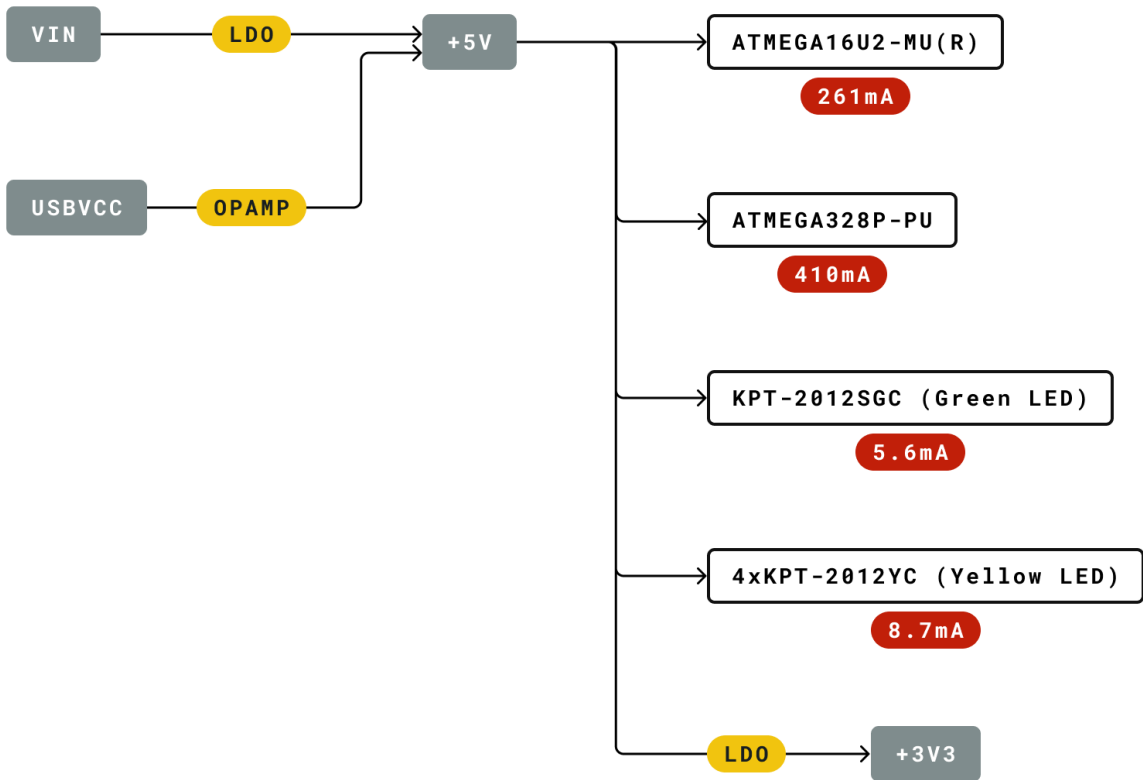 VIN
LDO
+5V
ATMEGA16U2-MU(R)
261mA
USBVCC
OPAMP
ATMEGA328P-PU
410mA
KPT-2012SGC (Green LED)
5.6mA
4xKPT-2012YC (Yellow LED)
8.7mA
LDO
+3V3